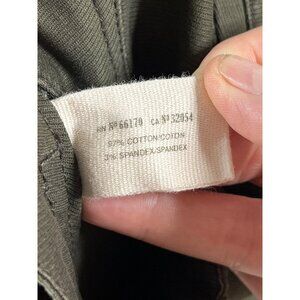 RN Nº66170 CA Nº32054
97% COTTON/COTON
3% SPANDEX/SPANDEX